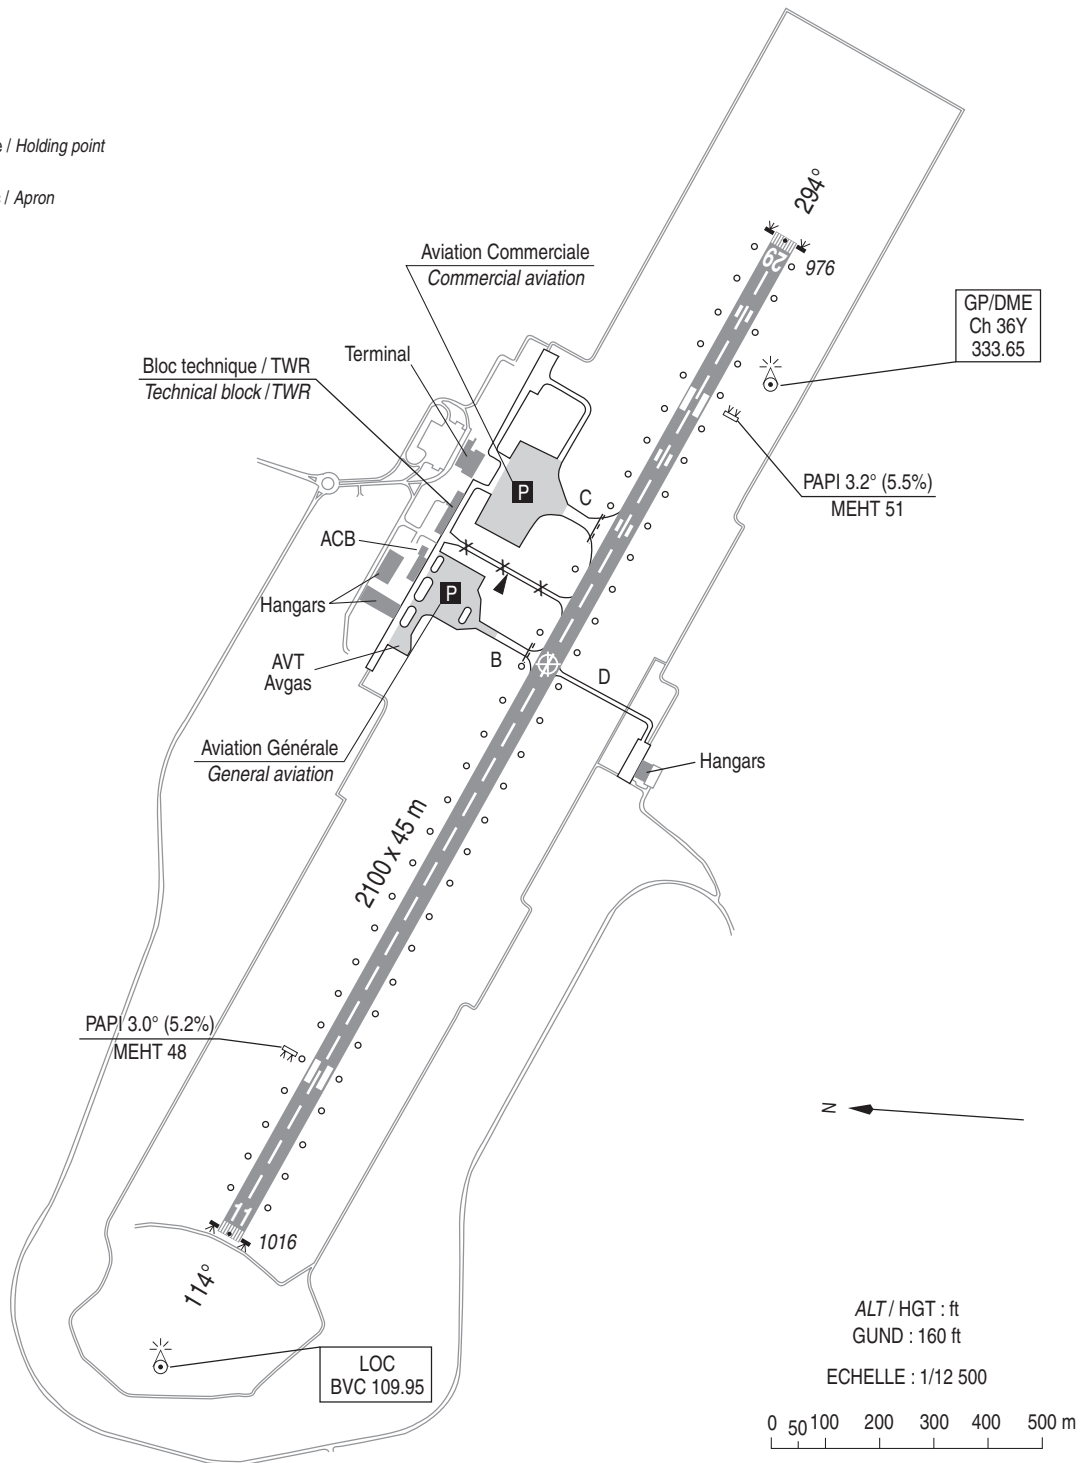 / Holding point
/ Apron
294°
29
976
Aviation Commerciale
Commercial aviation
GP/DME
Ch 36Y
333.65
Terminal
Bloc technique / TWR
Technical block / TWR
P
C
PAPI 3.2° (5.5%)
MEHT 51
ACB
Hangars
P
AVT
Avgas
B
D
Aviation Générale
General aviation
Hangars
2100 x 45 m
PAPI 3.0° (5.2%)
MEHT 48
N
11
1016
114°
ALT / HGT : ft
GUND : 160 ft
LOC
BVC 109.95
ECHELLE : 1/12 500
0 50 100 200 300 400 500 m